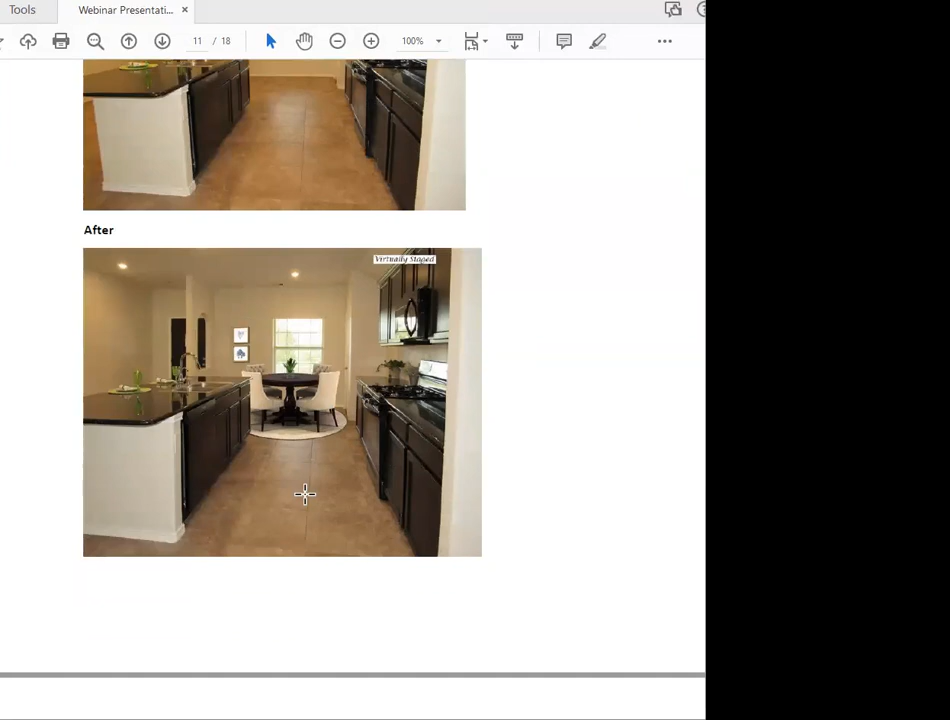 Tools
Webinar Presentati...
11 / 18
100%
After
Virtually Staged